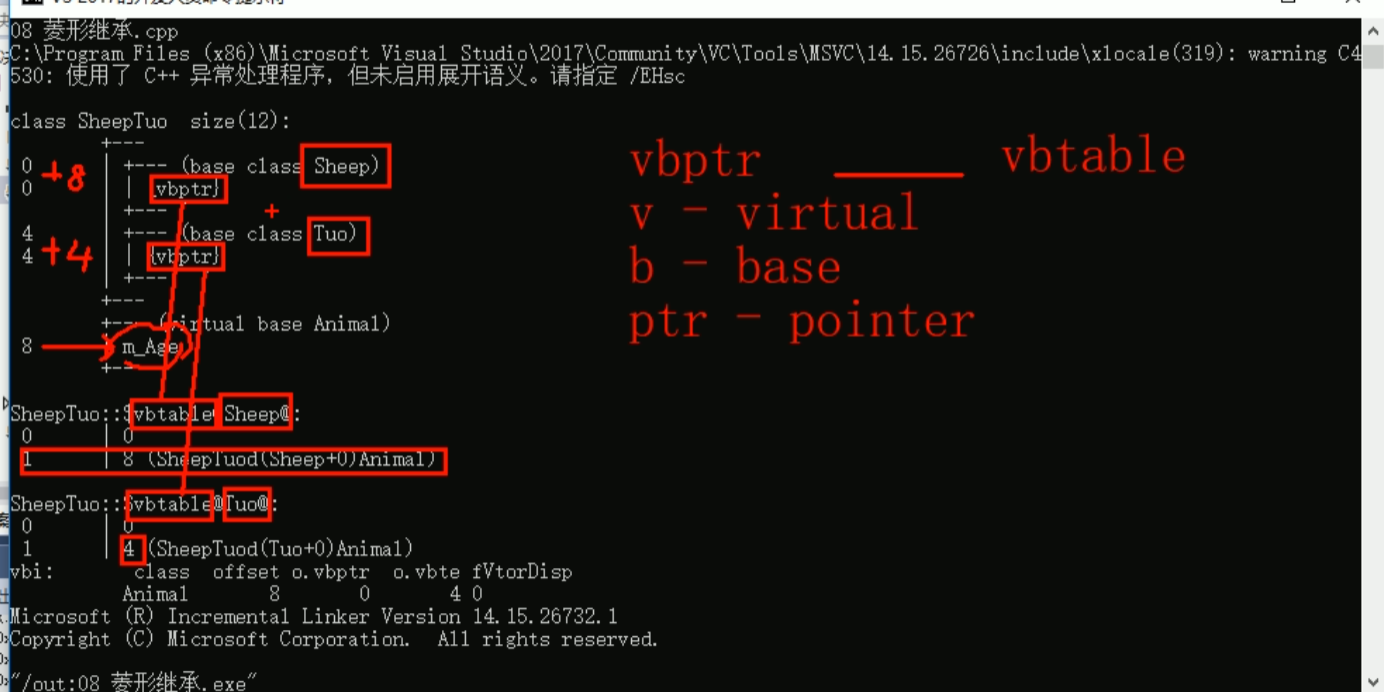 08 菱形继承.cpp
C:\Program Files (x86)\Microsoft Visual Studio\2017\Community\VC\Tools\MSVC\14.15.26726\include\xlocale(319): warning C4
530: 使用了 C++ 异常处理程序，但未启用展开语义。请指定 /EHsc
class SheepTuo size(12):
+---
0 | +--- (base class Sheep)
0 | | {vbptr}
+8
| +---
4 | +--- (base class Tuo)
4 | | {vbptr}
+4
+
| +---
+---
+--- (virtual base Animal)
8 | m_Age
+---
vbptr ______ vbtable
v - virtual
b - base
ptr - pointer
SheepTuo::$vbtable@Sheep@:
0 | 0
1 | 8 (SheepTuod(Sheep+0)Animal)
SheepTuo::$vbtable@Tuo@:
0 | 0
1 | 4 (SheepTuod(Tuo+0)Animal)
vbi: class offset o.vbptr o.vbte fVtorDisp
Animal 8 0 4 0
Microsoft (R) Incremental Linker Version 14.15.26732.1
Copyright (C) Microsoft Corporation. All rights reserved.
"/out:08 菱形继承.exe"